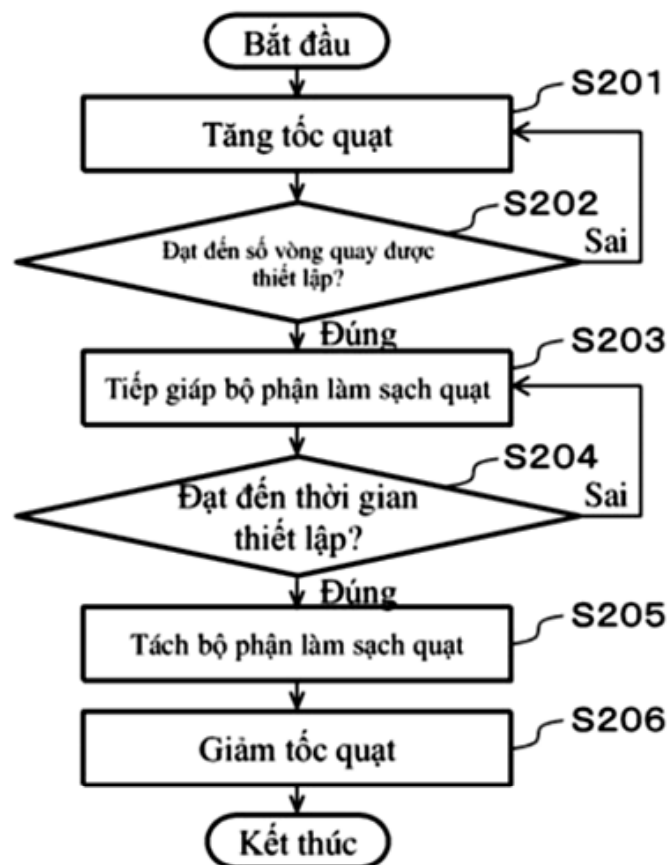 Bắt đầu
S201
Tăng tốc quạt
S202
Đạt đến số vòng quay được
thiết lập?
Sai
Đúng
S203
Tiếp giáp bộ phận làm sạch quạt
S204
Đạt đến thời gian
thiết lập?
Sai
Đúng
S205
Tách bộ phận làm sạch quạt
S206
Giảm tốc quạt
Kết thúc